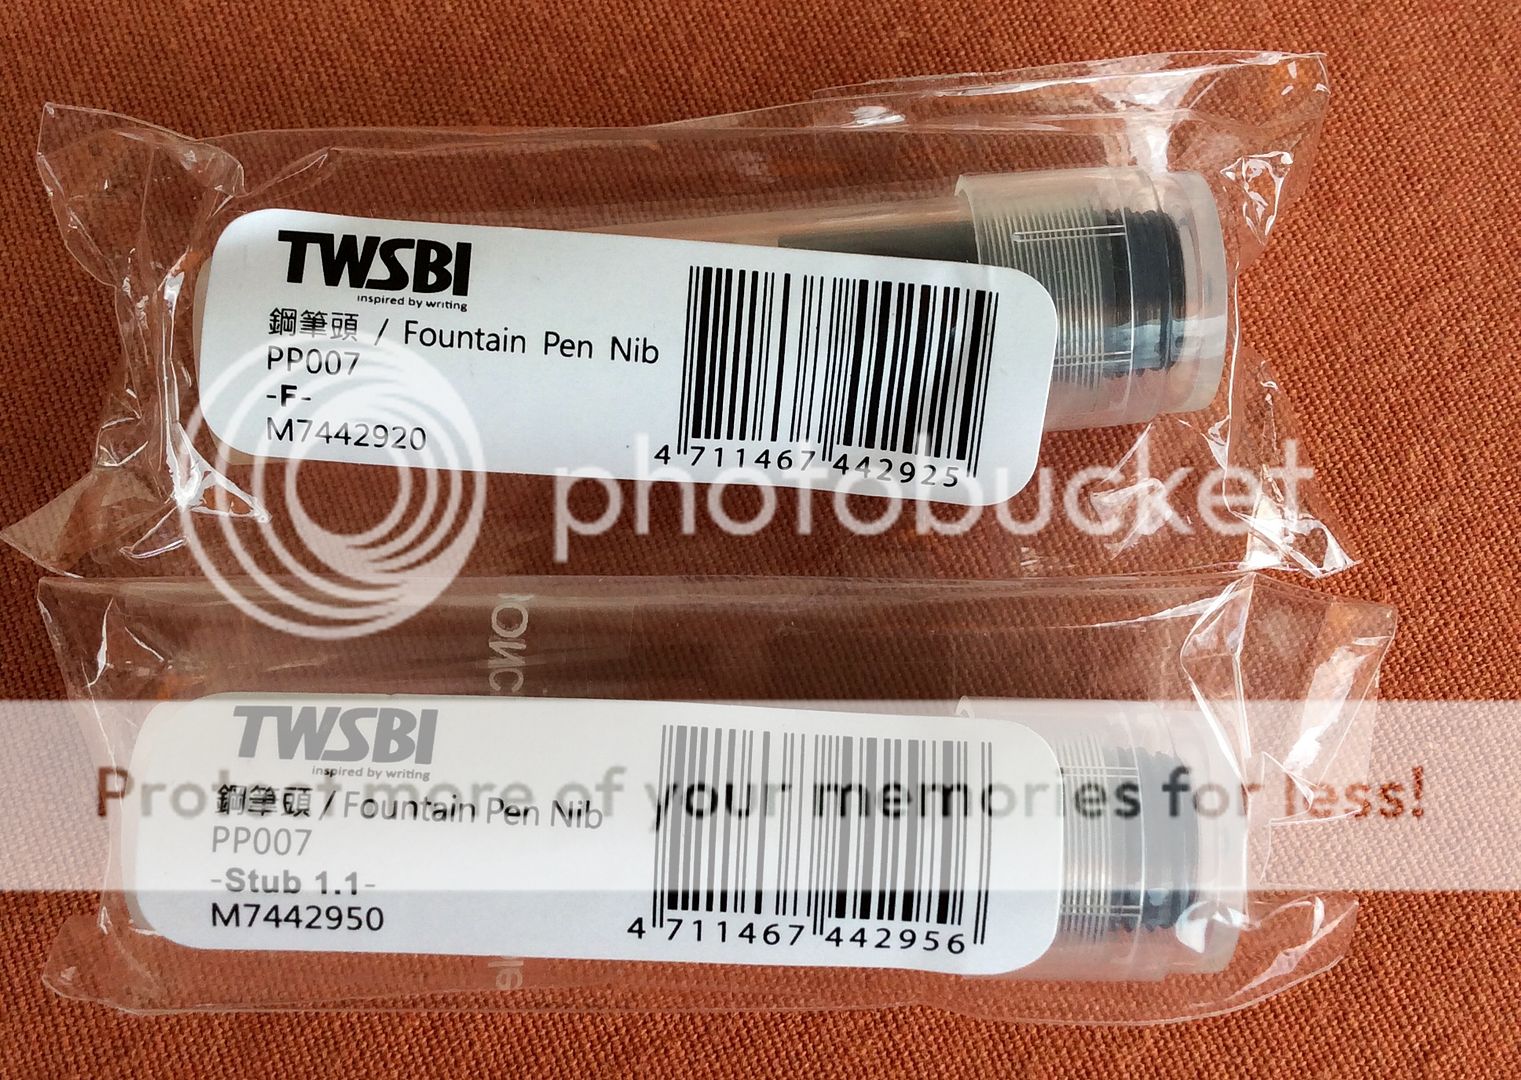 TWSBI
inspired by writing
鋼筆頭 / Fountain Pen Nib
PP007
-F-
M7442920
4 711467 442925
photobucket
TWSBI
inspired by writing
Protect more of your memories for less!
鋼筆頭 / Fountain Pen Nib
PP007
-Stub 1.1-
M7442950
4 711467 442956